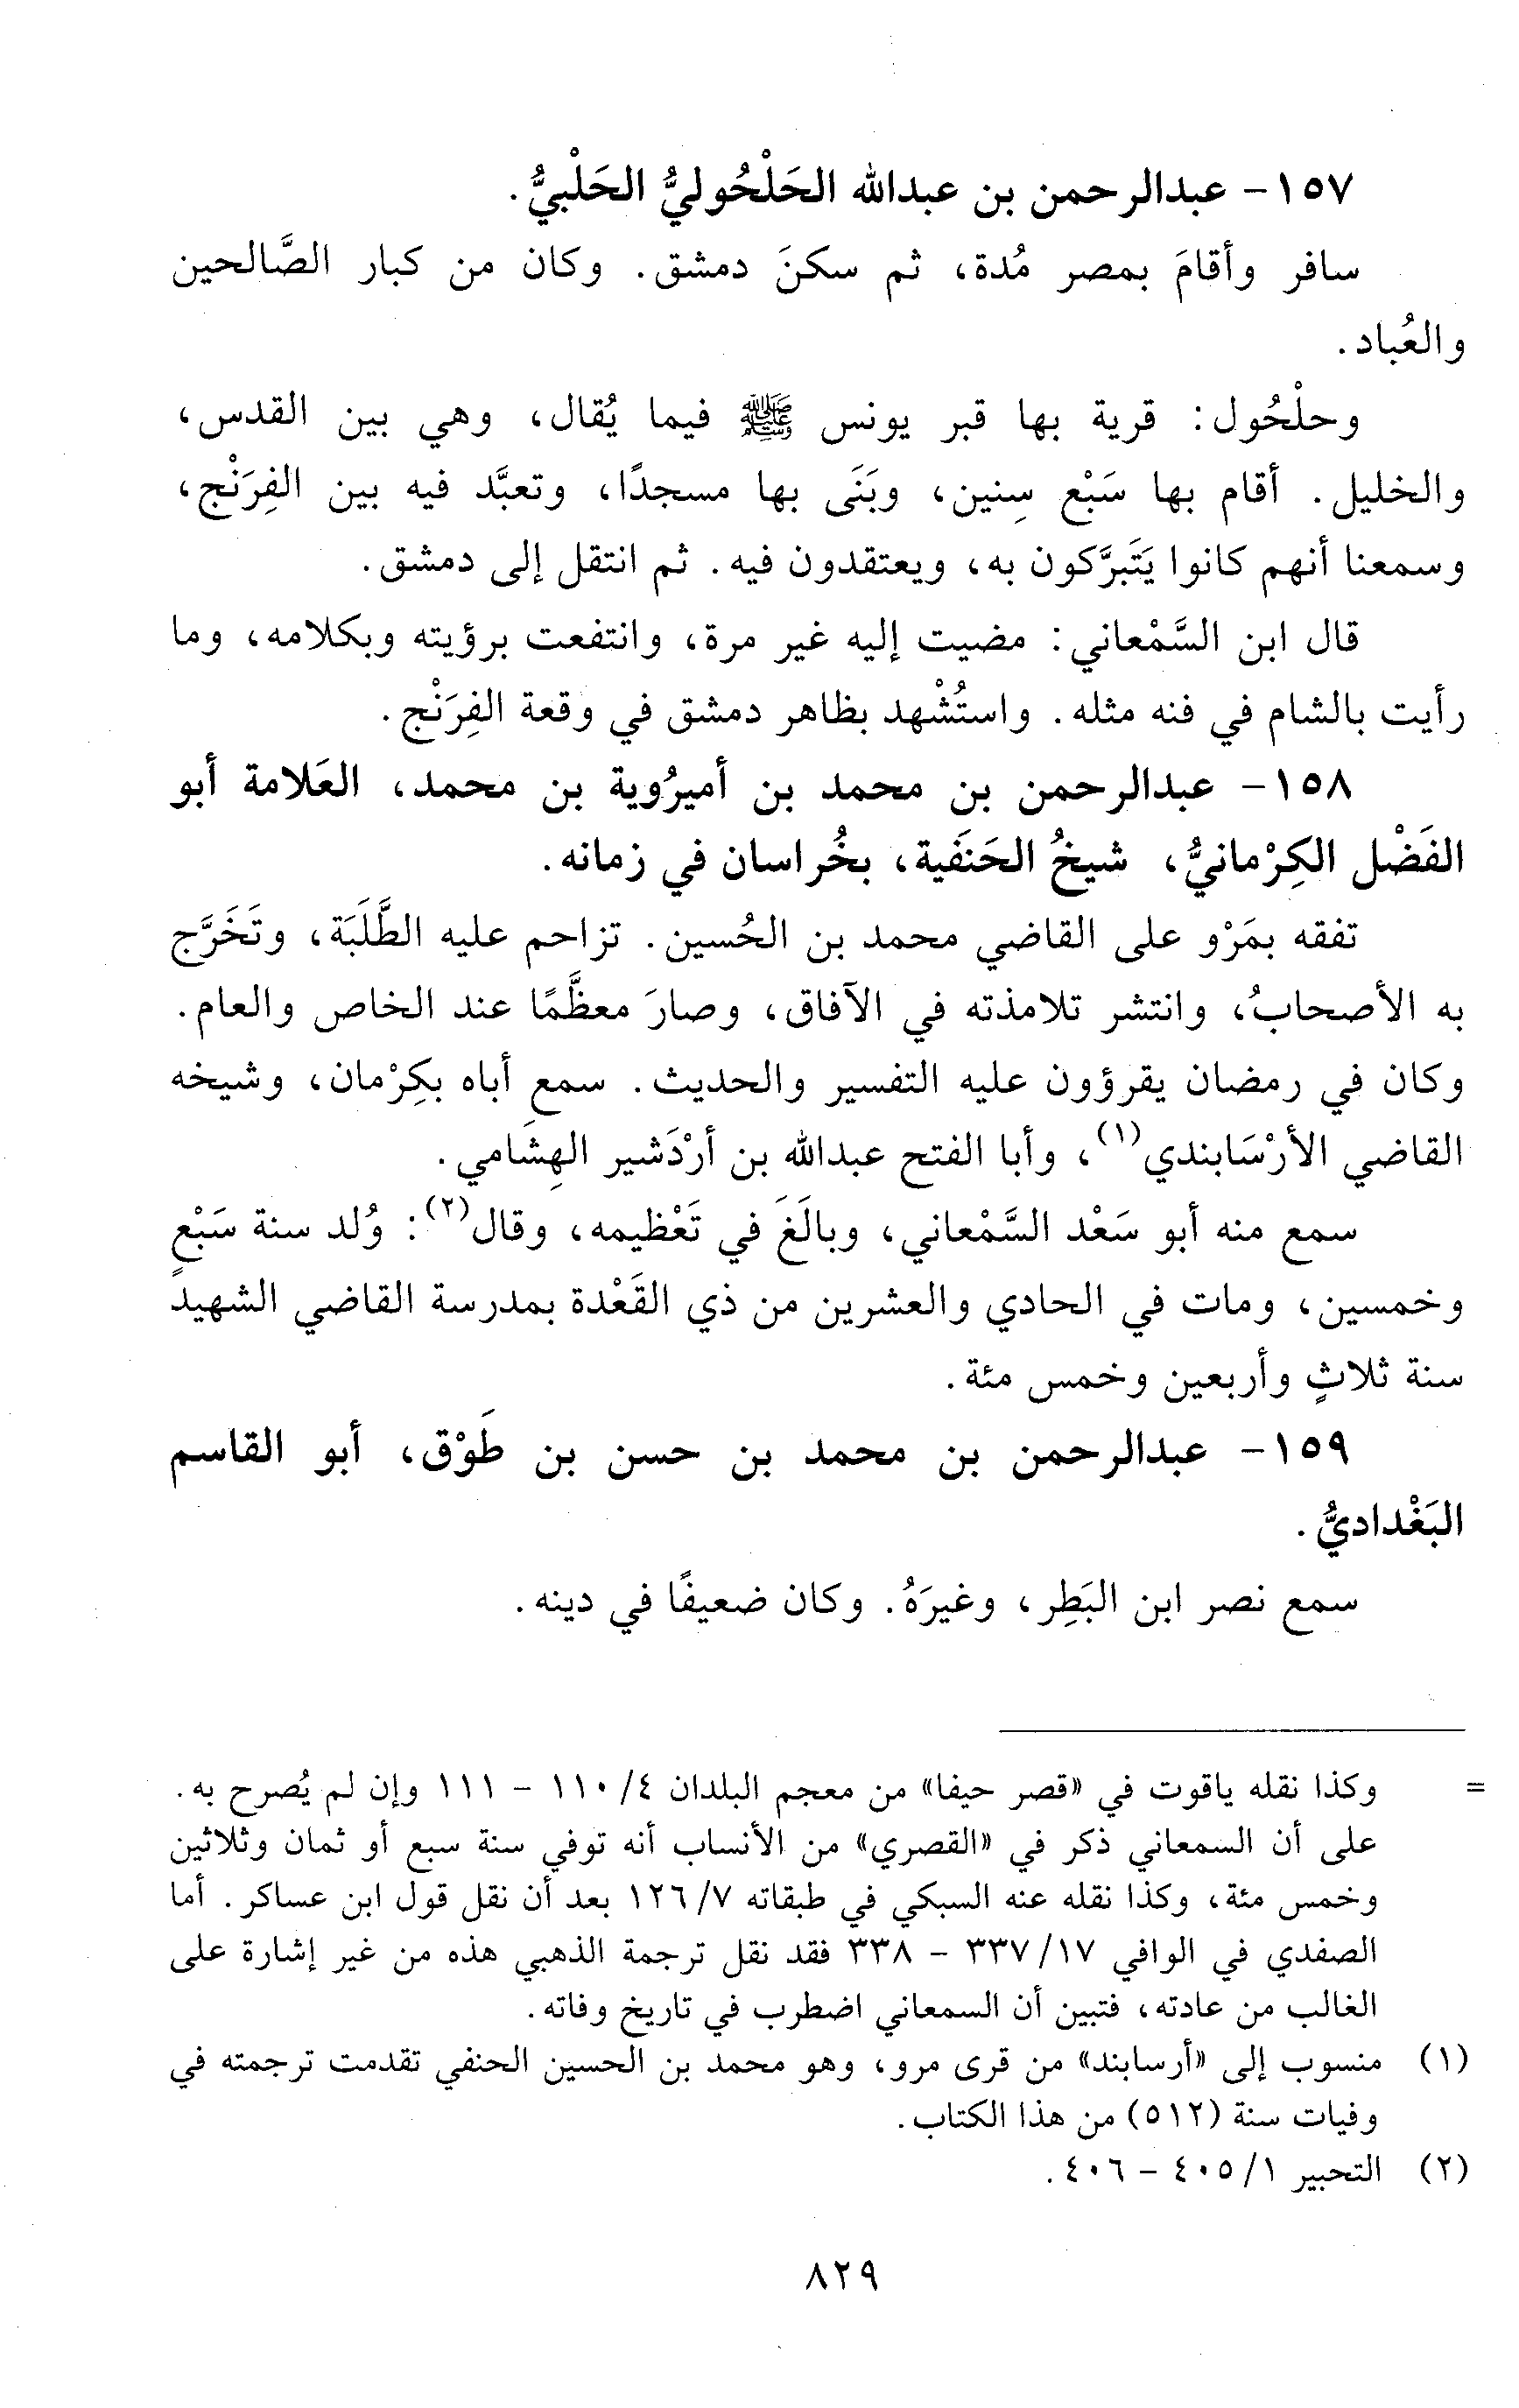 ١٥٧ - عبدالرحمن بن عبدالله الحَلْحُوليُّ الحَلْبيُّ.
سافر وأقامَ بمصر مُدة، ثم سكنَ دمشق. وكان من كبار الصَّالحين
والعُباد.
وحلْحُول: قرية بها قبر يونس ﷺ فيما يُقال، وهي بين القدس،
والخليل. أقام بها سَبْع سِنين، وبَنَى بها مسجدًا، وتعبَّد فيه بين الفِرَنْج،
وسمعنا أنهم كانوا يَتَبرَّكون به، ويعتقدون فيه. ثم انتقل إلى دمشق.
قال ابن السَّمْعاني: مضيت إليه غير مرة، وانتفعت برؤيته وبكلامه، وما
رأيت بالشام في فنه مثله. واستُشْهد بظاهر دمشق في وقعة الفِرَنْج.
١٥٨ - عبدالرحمن بن محمد بن أميرُوية بن محمد، العَلامة أبو
الفَضْل الكِرْمانيُّ، شيخُ الحَنَفية، بخُراسان في زمانه.
تفقه بمَرْو على القاضي محمد بن الحُسين. تزاحم عليه الطَّلَبَة، وتَخَرَّج
به الأصحابُ، وانتشر تلامذته في الآفاق، وصارَ معظَّمًا عند الخاص والعام.
وكان في رمضان يقرؤون عليه التفسير والحديث. سمع أباه بكِرْمان، وشيخه
القاضي الأرْسَابندي(١)، وأبا الفتح عبدالله بن أرْدَشير الهِشَامي.
سمع منه أبو سَعْد السَّمْعاني، وبالَغَ في تَعْظيمه، وقال(٢): وُلد سنة سَبْعٍ
وخمسين، ومات في الحادي والعشرين من ذي القَعْدة بمدرسة القاضي الشهيد
سنة ثلاثٍ وأربعين وخمس مئة.
١٥٩ - عبدالرحمن بن محمد بن حسن بن طَوْق، أبو القاسم
البَغْداديُّ.
سمع نصر ابن البَطِر، وغيرَهُ. وكان ضعيفًا في دينه.
= وكذا نقله ياقوت في «قصر حيفا» من معجم البلدان ٤/ ١١٠ - ١١١ وإن لم يُصرح به.
على أن السمعاني ذكر في «القصري» من الأنساب أنه توفي سنة سبع أو ثمان وثلاثين
وخمس مئة، وكذا نقله عنه السبكي في طبقاته ٧/ ١٢٦ بعد أن نقل قول ابن عساكر. أما
الصفدي في الوافي ١٧/ ٣٣٧ - ٣٣٨ فقد نقل ترجمة الذهبي هذه من غير إشارة على
الغالب من عادته، فتبين أن السمعاني اضطرب في تاريخ وفاته.
(١) منسوب إلى «أرسابند» من قرى مرو، وهو محمد بن الحسين الحنفي تقدمت ترجمته في
وفيات سنة (٥١٢) من هذا الكتاب.
(٢) التحبير ١/ ٤٠٥ - ٤٠٦.
٨٢٩